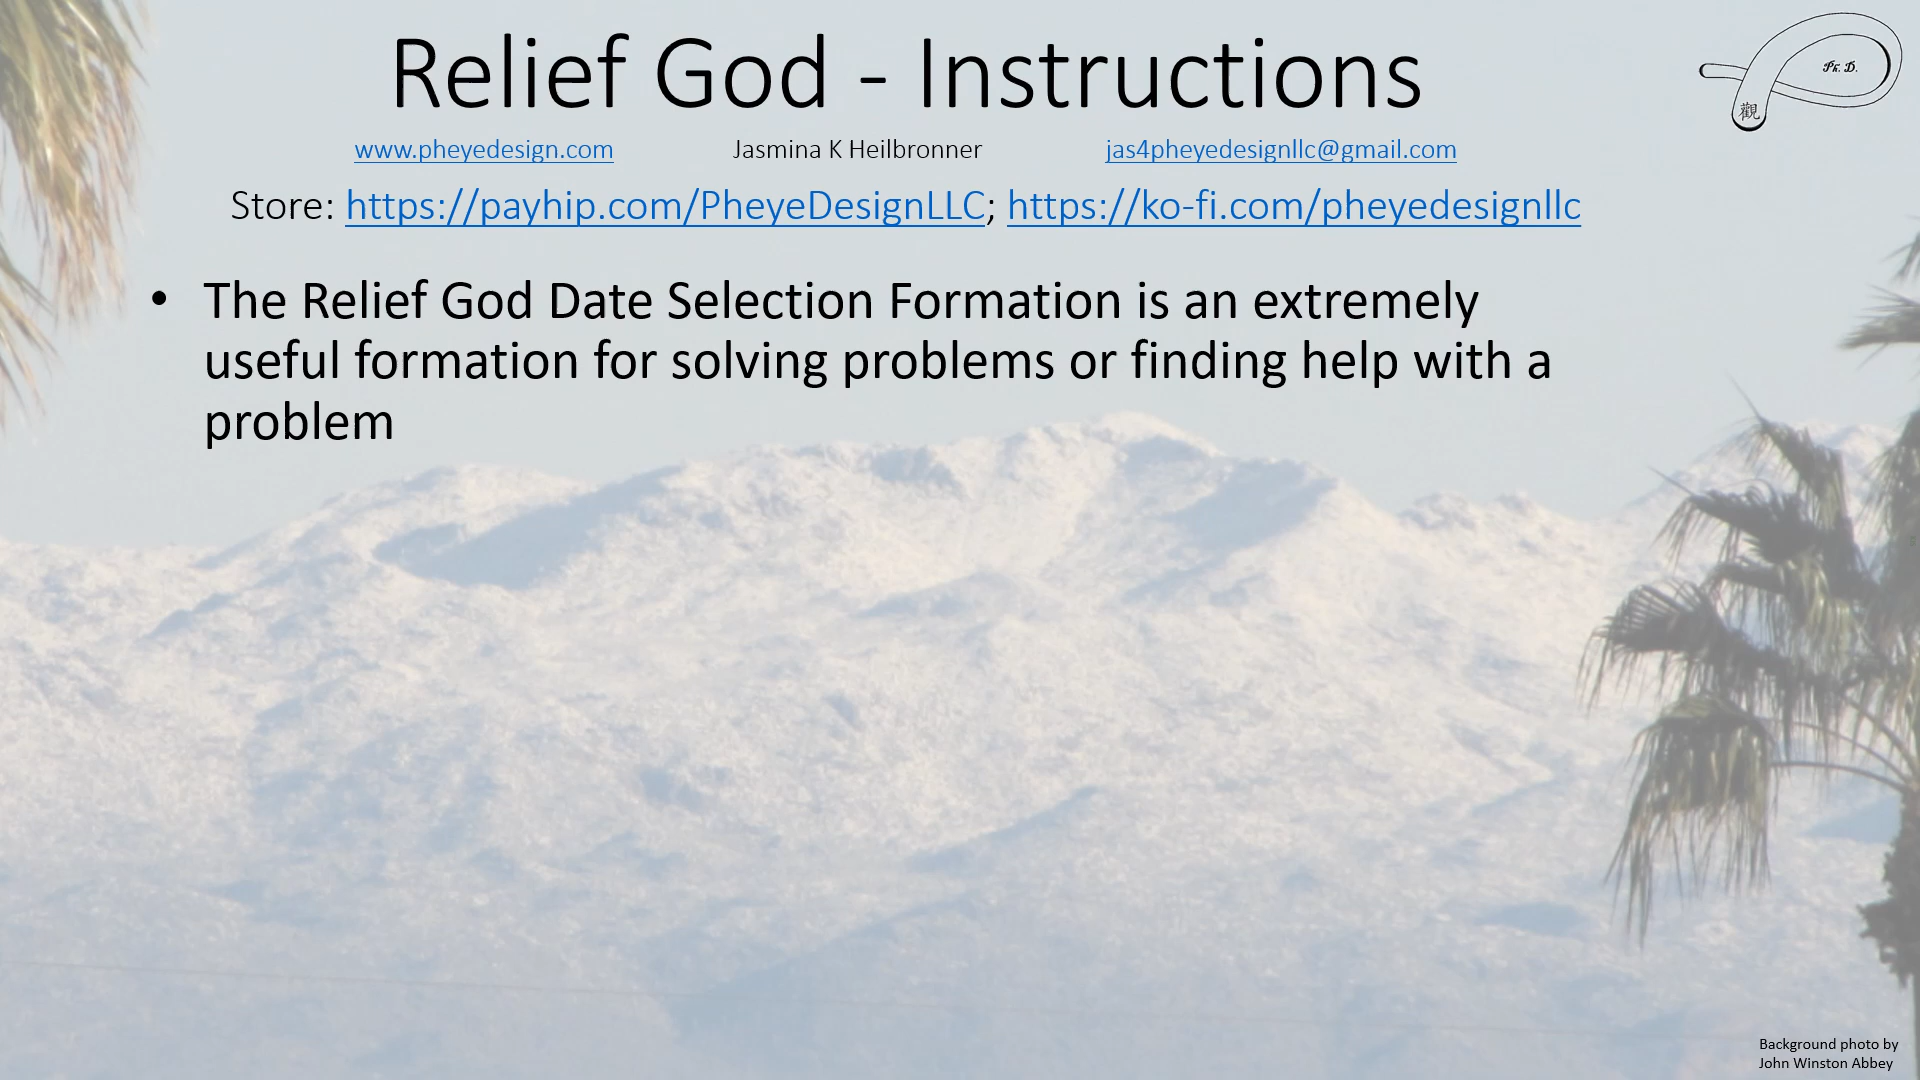 Relief God - Instructions
Ph. D.
觀
www.pheyedesign.com Jasmina K Heilbronner jas4pheyedesignllc@gmail.com
Store: https://payhip.com/PheyeDesignLLC; https://ko-fi.com/pheyedesignllc
• The Relief God Date Selection Formation is an extremely
useful formation for solving problems or finding help with a
problem
Background photo by
John Winston Abbey